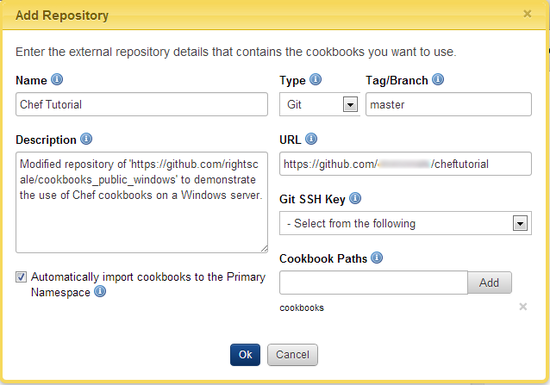 Add Repository
Enter the external repository details that contains the cookbooks you want to use.
Name
Type
Tag/Branch
Chef Tutorial
Git
master
Description
URL
Modified repository of 'https://github.com/rightsc
ale/cookbooks_public_windows' to demonstrate
the use of Chef cookbooks on a Windows server.
https://github.com/ /cheftutorial
Git SSH Key
- Select from the following
Automatically import cookbooks to the Primary
Namespace
Cookbook Paths
Add
cookbooks
Ok
Cancel